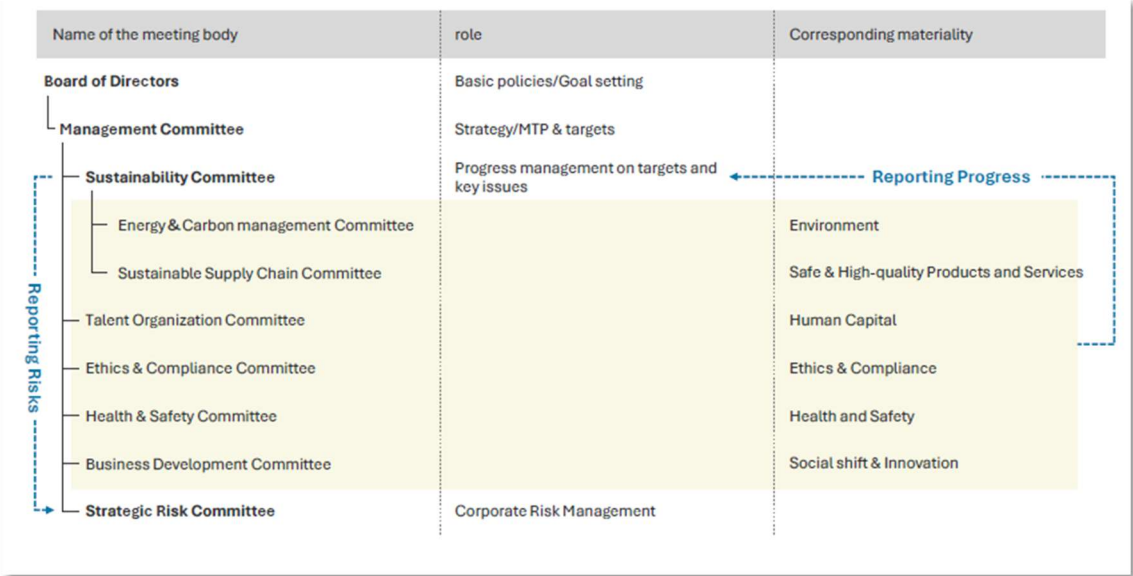 Name of the meeting body
role
Corresponding materiality
Board of Directors
Basic policies/Goal setting
Management Committee
Strategy/MTP & targets
Sustainability Committee
Progress management on targets and
key issues
Reporting Progress
Energy & Carbon management Committee
Environment
Sustainable Supply Chain Committee
Safe & High-quality Products and Services
Reporting Risks
Talent Organization Committee
Human Capital
Ethics & Compliance Committee
Ethics & Compliance
Health & Safety Committee
Health and Safety
Business Development Committee
Social shift & Innovation
Strategic Risk Committee
Corporate Risk Management